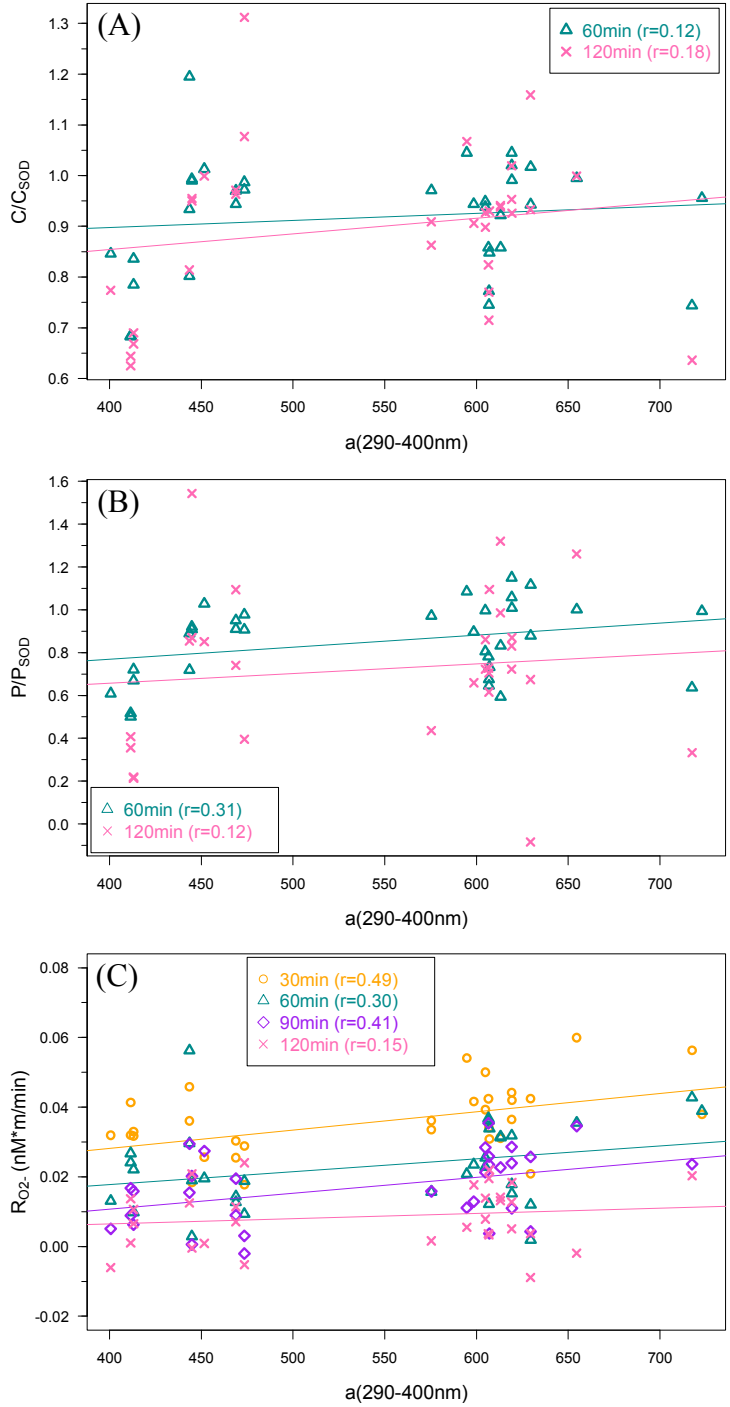 (A)
60min (r=0.12)
120min (r=0.18)
1.3
1.2
1.1
1.0
0.9
0.8
0.7
0.6
C/CSOD
400 450 500 550 600 650 700
a(290-400nm)
(B)
1.6
1.4
1.2
1.0
0.8
0.6
0.4
0.2
0.0
P/PSOD
60min (r=0.31)
120min (r=0.12)
400 450 500 550 600 650 700
a(290-400nm)
(C)
30min (r=0.49)
60min (r=0.30)
90min (r=0.41)
120min (r=0.15)
0.08
0.06
0.04
0.02
0.00
-0.02
RO2- (nM*m/min)
400 450 500 550 600 650 700
a(290-400nm)